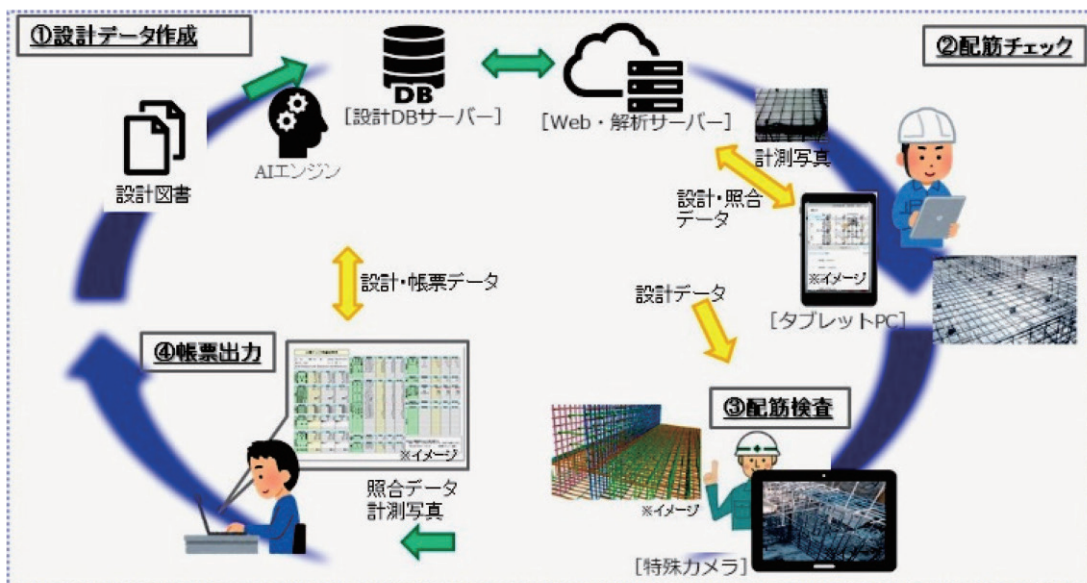 ①設計データ作成
②配筋チェック
DB
[設計DBサーバー]
[Web・解析サーバー]
AIエンジン
設計図書
計測写真
設計・照合
データ
※イメージ
[タブレットPC]
設計・帳票データ
設計データ
④帳票出力
※イメージ
③配筋検査
※イメージ
照合データ
計測写真
※イメージ
[特殊カメラ]